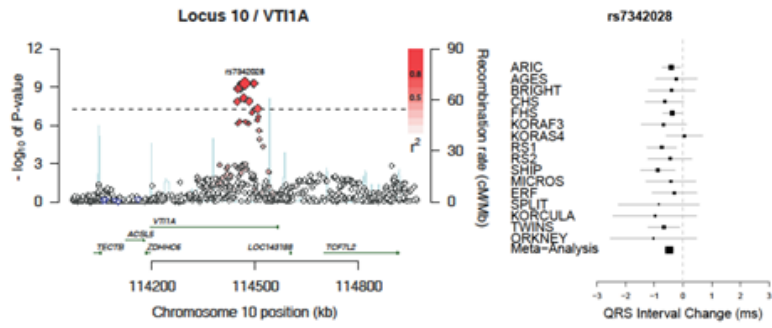 Locus 10 / VTI1A
rs7342028
12
9
6
3
0
- log10 of P-value
rs7342028
0.8
0.5
r2
90
60
30
0
Recombination rate (cM/Mb)
VTI1A
ACSL5
TECTB
ZDHHC6
LOC143188
TCF7L2
114200
114500
114800
Chromosome 10 position (kb)
ARIC
AGES
BRIGHT
CHS
FHS
KORAF3
KORAS4
RS1
RS2
SHIP
MICROS
ERF
SPLIT
KORCULA
TWINS
ORKNEY
Meta-Analysis
-3 -2 -1 0 1 2 3
QRS Interval Change (ms)